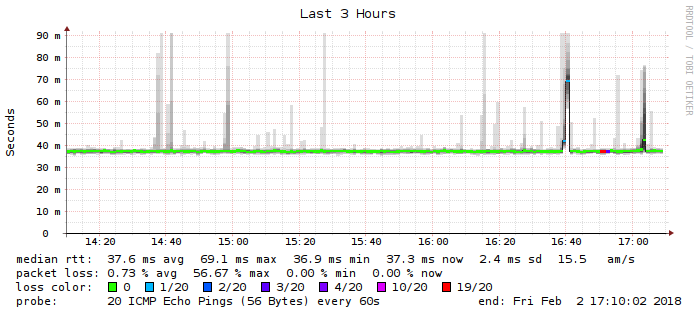 Last 3 Hours
RRDTOOL / TOBI OETIKER
Seconds
90 m
80 m
70 m
60 m
50 m
40 m
30 m
20 m
10 m
0
14:20 14:40 15:00 15:20 15:40 16:00 16:20 16:40 17:00
median rtt: 37.6 ms avg 69.1 ms max 36.9 ms min 37.3 ms now 2.4 ms sd 15.5 am/s
packet loss: 0.73 % avg 56.67 % max 0.00 % min 0.00 % now
loss color: 0 1/20 2/20 3/20 4/20 10/20 19/20
probe: 20 ICMP Echo Pings (56 Bytes) every 60s end: Fri Feb 2 17:10:02 2018